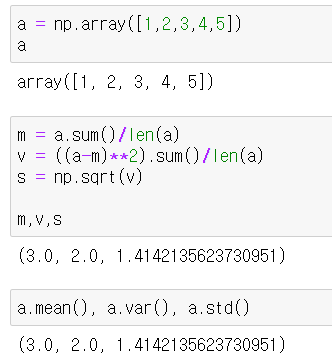 a = np.array([1,2,3,4,5])
a
array([1, 2, 3, 4, 5])
m = a.sum()/len(a)
v = ((a-m)**2).sum()/len(a)
s = np.sqrt(v)
m,v,s
(3.0, 2.0, 1.4142135623730951)
a.mean(), a.var(), a.std()
(3.0, 2.0, 1.4142135623730951)